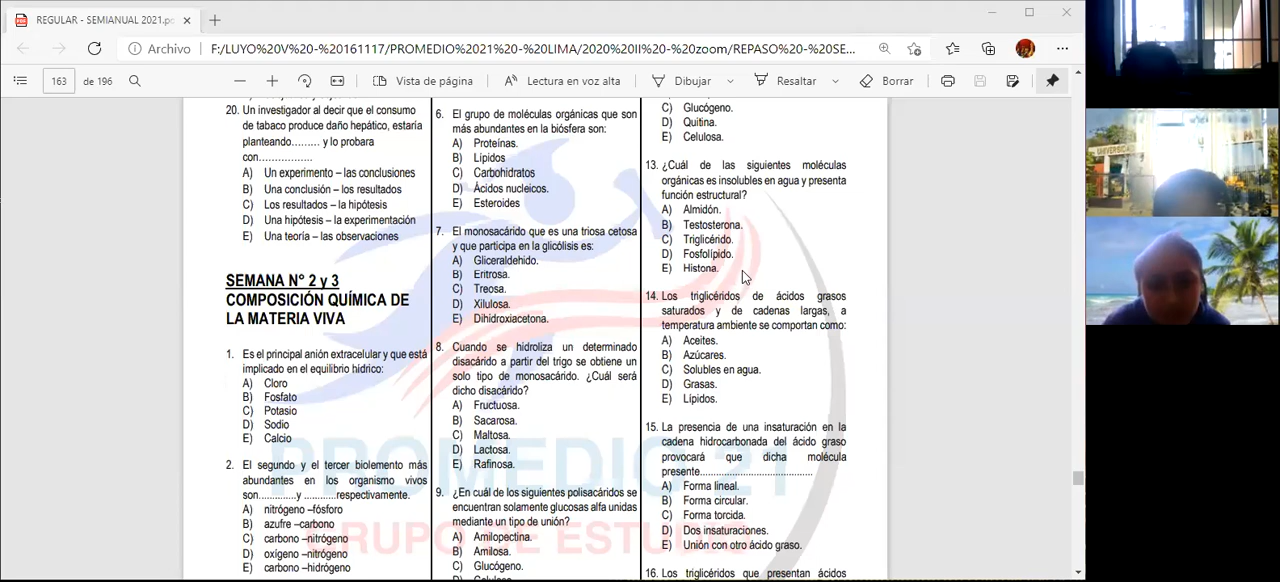 REGULAR - SEMIANUAL 2021.pd
Archivo
F:/LUYO%20V%20-%20161117/PROMEDIO%2021%20-%20LIMA/2020%20II%20-%20zoom/REPASO%20-%20SE...
163
de 196
Vista de página
Lectura en voz alta
Dibujar
Resaltar
Borrar
20. Un investigador al decir que el consumo
de tabaco produce daño hepático, estaría
planteando……… y lo probara
con…………….
A) Un experimento – las conclusiones
B) Una conclusión – los resultados
C) Los resultados – la hipótesis
D) Una hipótesis – la experimentación
E) Una teoría – las observaciones
SEMANA N° 2 y 3
COMPOSICIÓN QUÍMICA DE
LA MATERIA VIVA
1. Es el principal anión extracelular y que está
implicado en el equilibrio hídrico:
A) Cloro
B) Fosfato
C) Potasio
D) Sodio
E) Calcio
2. El segundo y el tercer biolemento más
abundantes en los organismo vivos
son............y ...........respectivamente.
A) nitrógeno –fósforo
B) azufre –carbono
C) carbono –nitrógeno
D) oxígeno –nitrógeno
E) carbono –hidrógeno
6. El grupo de moléculas orgánicas que son
más abundantes en la biósfera son:
A) Proteínas.
B) Lípidos
C) Carbohidratos
D) Ácidos nucleicos.
E) Esteroides
7. El monosacárido que es una triosa cetosa
y que participa en la glicólisis es:
A) Gliceraldehido.
B) Eritrosa.
C) Treosa.
D) Xilulosa.
E) Dihidroxiacetona.
8. Cuando se hidroliza un determinado
disacárido a partir del trigo se obtiene un
solo tipo de monosacárido. ¿Cuál será
dicho disacárido?
A) Fructuosa.
B) Sacarosa.
C) Maltosa.
D) Lactosa.
E) Rafinosa.
9. ¿En cuál de los siguientes polisacáridos se
encuentran solamente glucosas alfa unidas
mediante un tipo de unión?
A) Amilopectina.
B) Amilosa.
C) Glucógeno.
D) Celulosa.
C) Glucógeno.
D) Quitina.
E) Celulosa.
13. ¿Cuál de las siguientes moléculas
orgánicas es insolubles en agua y presenta
función estructural?
A) Almidón.
B) Testosterona.
C) Triglicérido.
D) Fosfolípido.
E) Histona.
14. Los triglicéridos de ácidos grasos
saturados y de cadenas largas, a
temperatura ambiente se comportan como:
A) Aceites.
B) Azúcares.
C) Solubles en agua.
D) Grasas.
E) Lípidos.
15. La presencia de una insaturación en la
cadena hidrocarbonada del ácido graso
provocará que dicha molécula
presente.......................................
A) Forma lineal.
B) Forma circular.
C) Forma torcida.
D) Dos insaturaciones.
E) Unión con otro ácido graso.
16. Los triglicéridos que presentan ácidos
PROMEDIO 21
GRUPO DE ESTUDIO